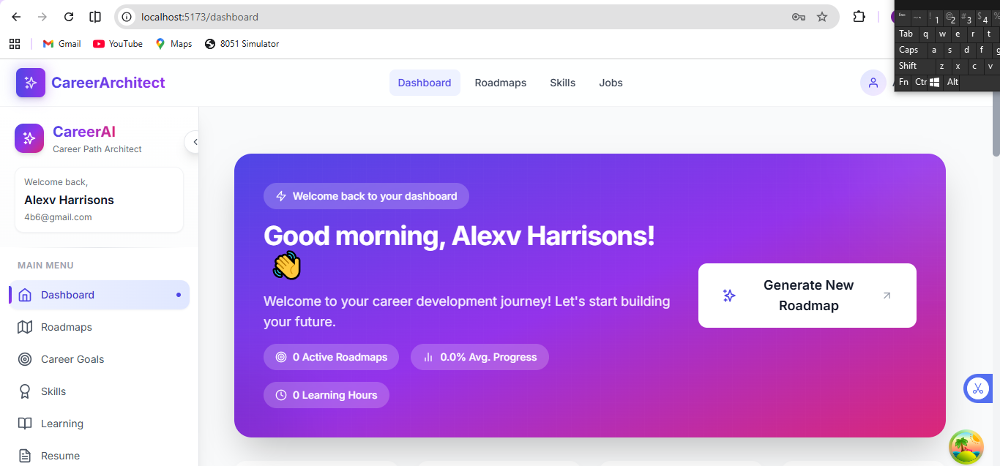 localhost:5173/dashboard
Gmail YouTube Maps 8051 Simulator
Esc ~ ` ! 1 @ 2 # 3 $ 4 %
Tab q w e r t
Caps a s d f g
Shift z x c v
Fn Ctr Alt
CareerArchitect
Dashboard Roadmaps Skills Jobs
CareerAI
Career Path Architect
Welcome back,
Alexv Harrisons
4b6@gmail.com
MAIN MENU
Dashboard
Roadmaps
Career Goals
Skills
Learning
Resume
Welcome back to your dashboard
Good morning, Alexv Harrisons!
Welcome to your career development journey! Let's start building
your future.
0 Active Roadmaps 0.0% Avg. Progress
0 Learning Hours
Generate New
Roadmap